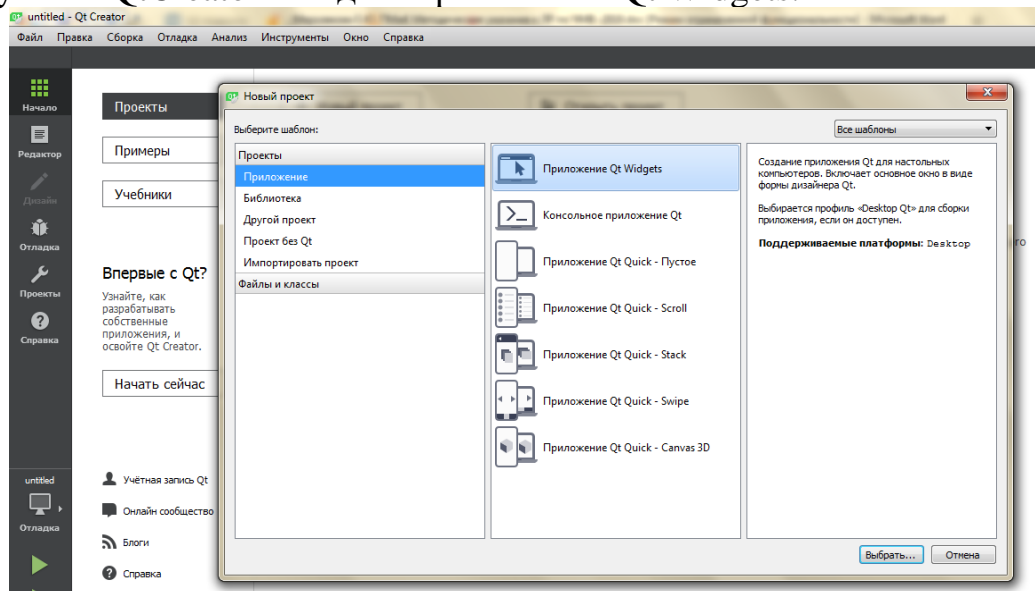 untitled - Qt Creator
Файл Правка Сборка Отладка Анализ Инструменты Окно Справка
Начало
Редактор
Дизайн
Отладка
Проекты
Справка
untitled
Отладка
Проекты
Примеры
Учебники
Впервые с Qt?
Узнайте, как
разрабатывать
собственные
приложения, и
освойте Qt Creator.
Начать сейчас
Учётная запись Qt
Онлайн сообщество
Блоги
Справка
Новый проект
Выберите шаблон:
Все шаблоны
Проекты
Приложение
Библиотека
Другой проект
Проект без Qt
Импортировать проект
Файлы и классы
Приложение Qt Widgets
Консольное приложение Qt
Приложение Qt Quick - Пустое
Приложение Qt Quick - Scroll
Приложение Qt Quick - Stack
Приложение Qt Quick - Swipe
Приложение Qt Quick - Canvas 3D
Создание приложения Qt для настольных
компьютеров. Включает основное окно в виде
формы дизайнера Qt.
Выбирается профиль «Desktop Qt» для сборки
приложения, если он доступен.
Поддерживаемые платформы: Desktop
Выбрать... Отмена